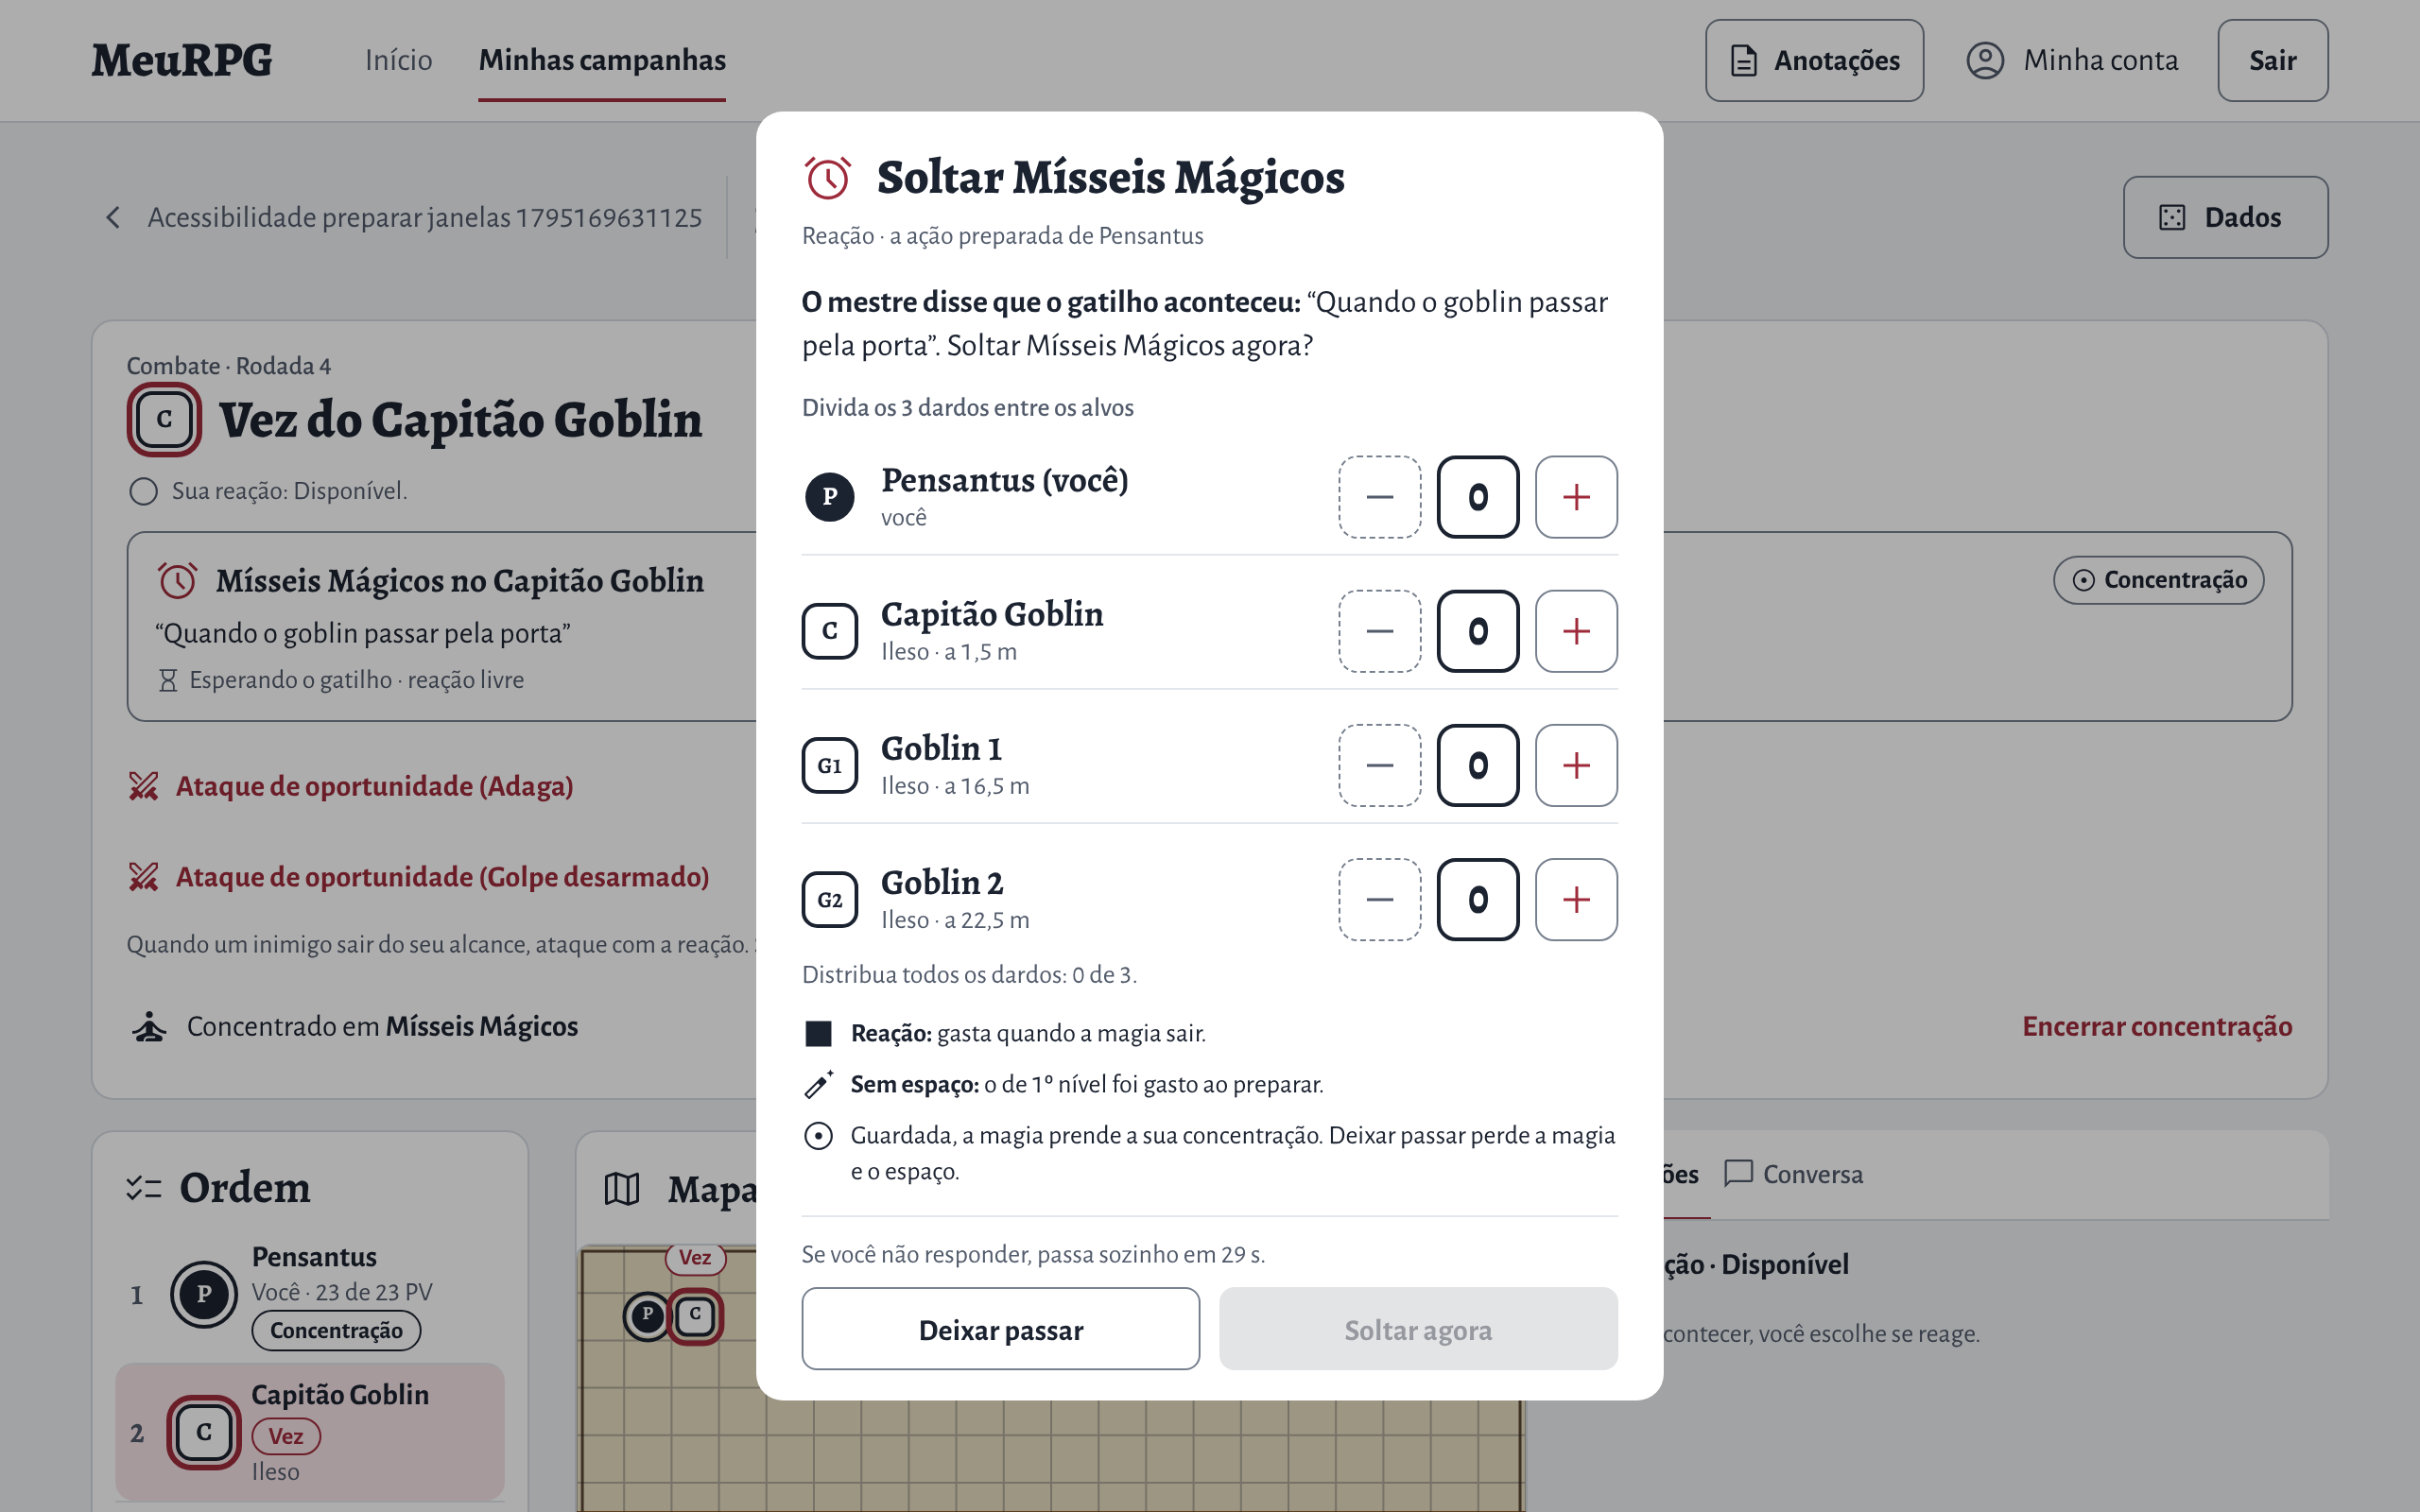 MeuRPG
Início
Minhas campanhas
Anotações
Minha conta
Sair
Acessibilidade preparar janelas 1795169631125
Dados
Combate · Rodada 4
C
Vez do Capitão Goblin
Sua reação: Disponível.
Mísseis Mágicos no Capitão Goblin
Concentração
“Quando o goblin passar pela porta”
Esperando o gatilho · reação livre
Ataque de oportunidade (Adaga)
Ataque de oportunidade (Golpe desarmado)
Quando um inimigo sair do seu alcance, ataque com a reação.
Concentrado em Mísseis Mágicos
Encerrar concentração
Soltar Mísseis Mágicos
Reação · a ação preparada de Pensantus
O mestre disse que o gatilho aconteceu: “Quando o goblin passar
pela porta”. Soltar Mísseis Mágicos agora?
Divida os 3 dardos entre os alvos
P
Pensantus (você)
você
0
C
Capitão Goblin
Ileso · a 1,5 m
0
G1
Goblin 1
Ileso · a 16,5 m
0
G2
Goblin 2
Ileso · a 22,5 m
0
Distribua todos os dardos: 0 de 3.
Reação: gasta quando a magia sair.
Sem espaço: o de 1º nível foi gasto ao preparar.
Guardada, a magia prende a sua concentração. Deixar passar perde a magia
e o espaço.
Se você não responder, passa sozinho em 29 s.
Deixar passar
Soltar agora
Ordem
1
P
Pensantus
Você · 23 de 23 PV
Concentração
2
C
Capitão Goblin
Vez
Ileso
Mapa
Vez
P
C
ões
Conversa
ção · Disponível
contecer, você escolhe se reage.